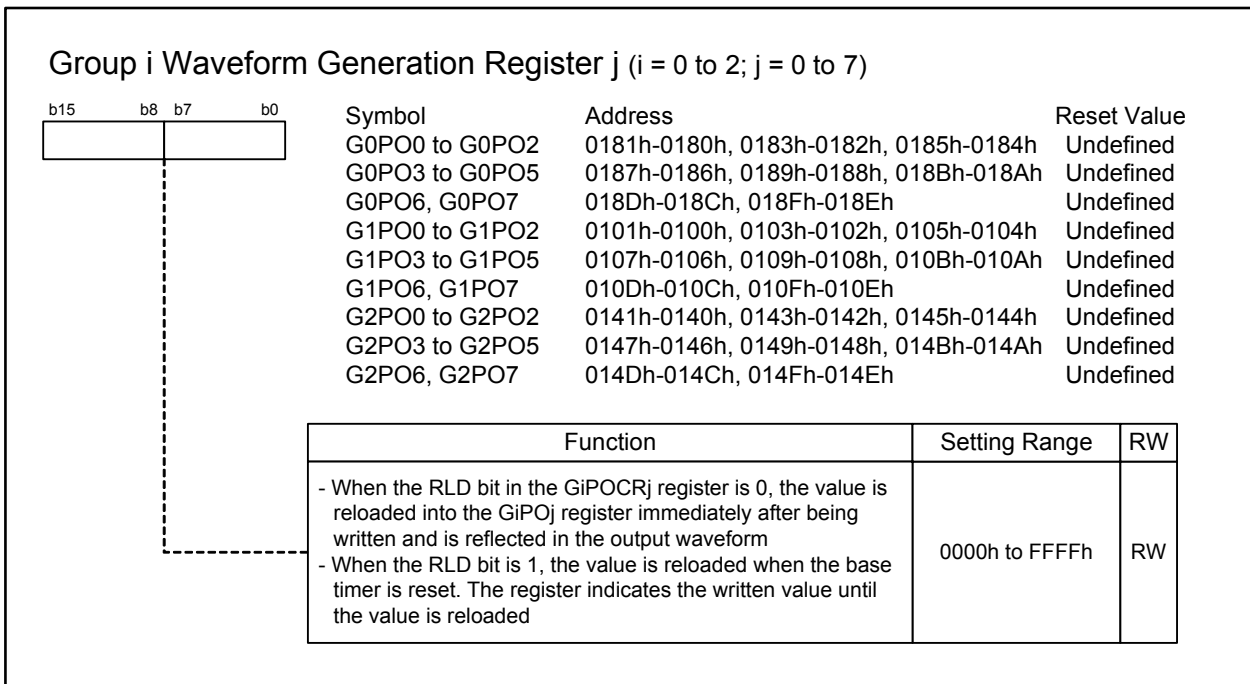 Group i Waveform Generation Register j (i = 0 to 2; j = 0 to 7)
b15 b8 b7 b0
Symbol Address Reset Value
G0PO0 to G0PO2 0181h-0180h, 0183h-0182h, 0185h-0184h Undefined
G0PO3 to G0PO5 0187h-0186h, 0189h-0188h, 018Bh-018Ah Undefined
G0PO6, G0PO7 018Dh-018Ch, 018Fh-018Eh Undefined
G1PO0 to G1PO2 0101h-0100h, 0103h-0102h, 0105h-0104h Undefined
G1PO3 to G1PO5 0107h-0106h, 0109h-0108h, 010Bh-010Ah Undefined
G1PO6, G1PO7 010Dh-010Ch, 010Fh-010Eh Undefined
G2PO0 to G2PO2 0141h-0140h, 0143h-0142h, 0145h-0144h Undefined
G2PO3 to G2PO5 0147h-0146h, 0149h-0148h, 014Bh-014Ah Undefined
G2PO6, G2PO7 014Dh-014Ch, 014Fh-014Eh Undefined
Function Setting Range RW
- When the RLD bit in the GiPOCRj register is 0, the value is
reloaded into the GiPOj register immediately after being
written and is reflected in the output waveform
- When the RLD bit is 1, the value is reloaded when the base
timer is reset. The register indicates the written value until
the value is reloaded
0000h to FFFFh RW